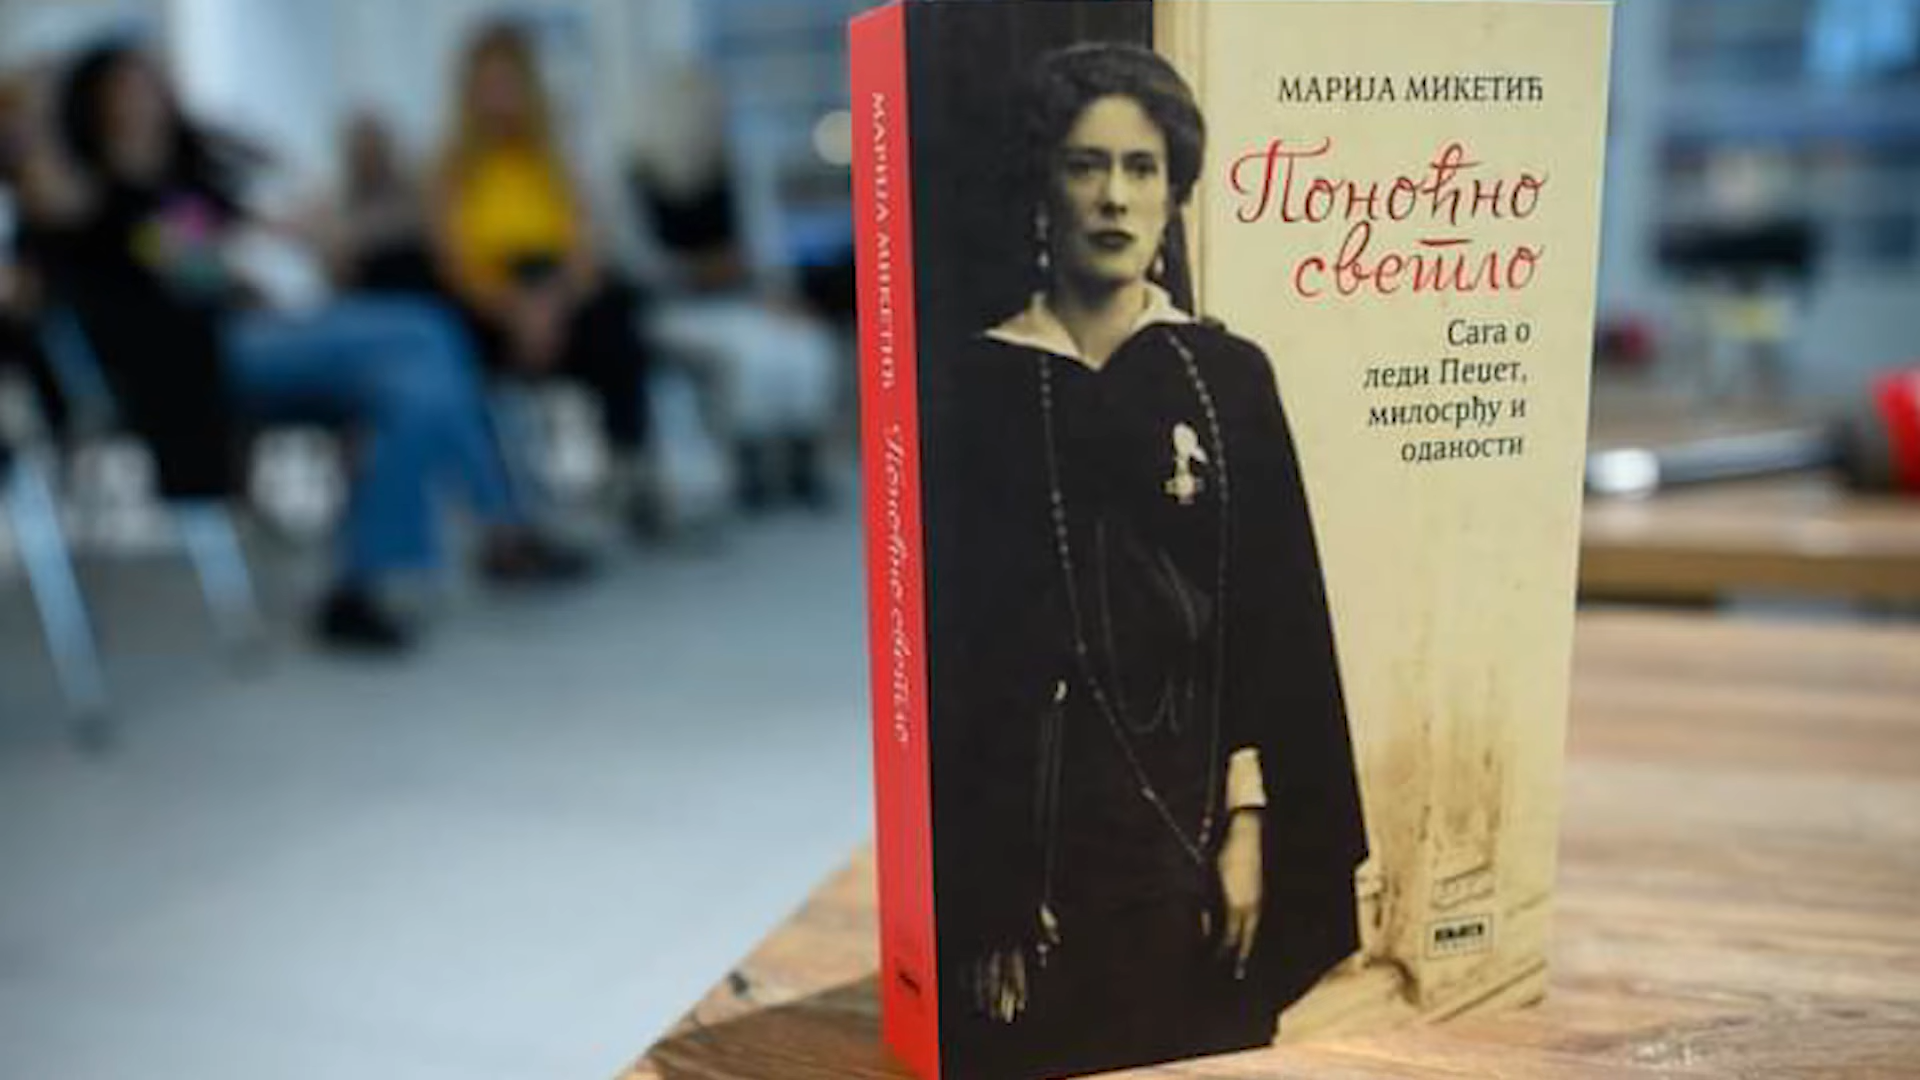 МАРИЈА МИКЕТИЋ
Поноћно
светло
Сага о
леди Пеџет,
милосрђу и
оданости
МАРИЈА МИКЕТИЋ Поноћно светло